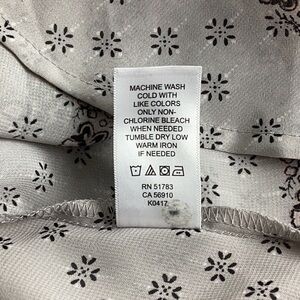 MACHINE WASH
COLD WITH
LIKE COLORS
ONLY NON-
CHLORINE BLEACH
WHEN NEEDED
TUMBLE DRY LOW
WARM IRON
IF NEEDED
RN 51783
CA 56910
K0417